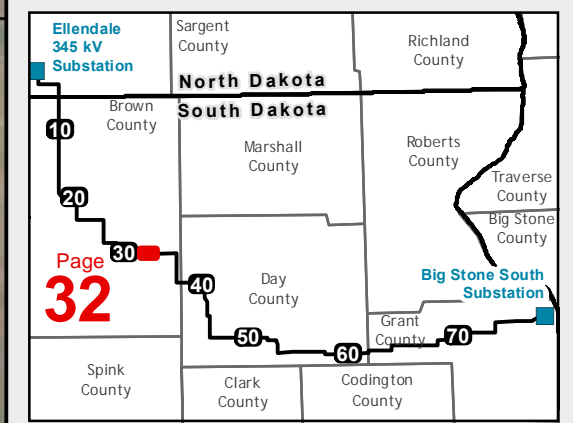 Ellendale
345 kV
Substation
Sargent
County
Richland
County
North Dakota
South Dakota
Brown
County
10
Marshall
County
Roberts
County
Traverse
County
20
Big Stone
County
30
Page
32
40
Day
County
Big Stone South
Substation
Grant
County
50
60
70
Spink
County
Clark
County
Codington
County